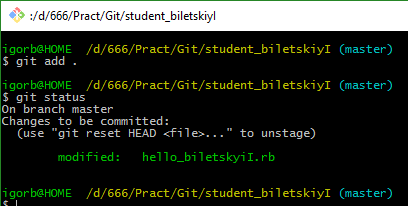 :/d/666/Pract/Git/student_biletskiyI
igorb@HOME /d/666/Pract/Git/student_biletskiyI (master)
$ git add .
igorb@HOME /d/666/Pract/Git/student_biletskiyI (master)
$ git status
On branch master
Changes to be committed:
(use "git reset HEAD <file>..." to unstage)
modified: hello_biletskyiI.rb
igorb@HOME /d/666/Pract/Git/student_biletskiyI (master)
$